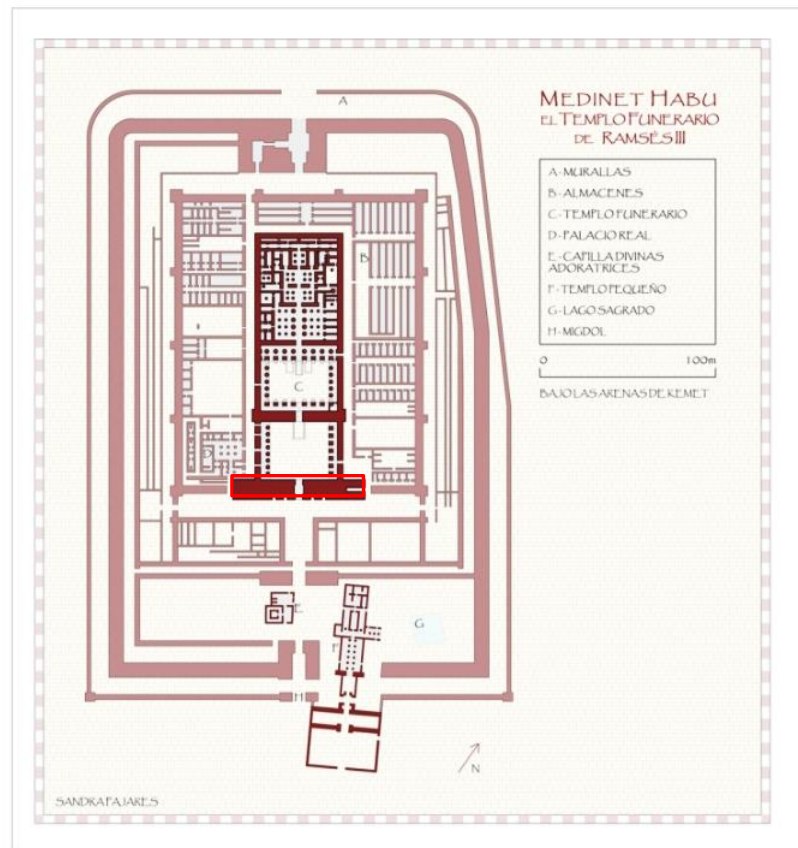 MEDINET HABU
EL TEMPLO FUNERARIO
DE RAMSÉS III
A-MURALLAS
B-ALMACENES
C-TEMPLO FUNERARIO
D-PALACIO REAL
E-CAPILLA DIVINAS
ADORATRICES
F-TEMPLO PEQUEÑO
G-LAGO SAGRADO
H-MIGDOL
0 100m
BAJO LAS ARENAS DE KEMET
A
B
C
D
E
G
F
H
N
SANDRA PAJARES